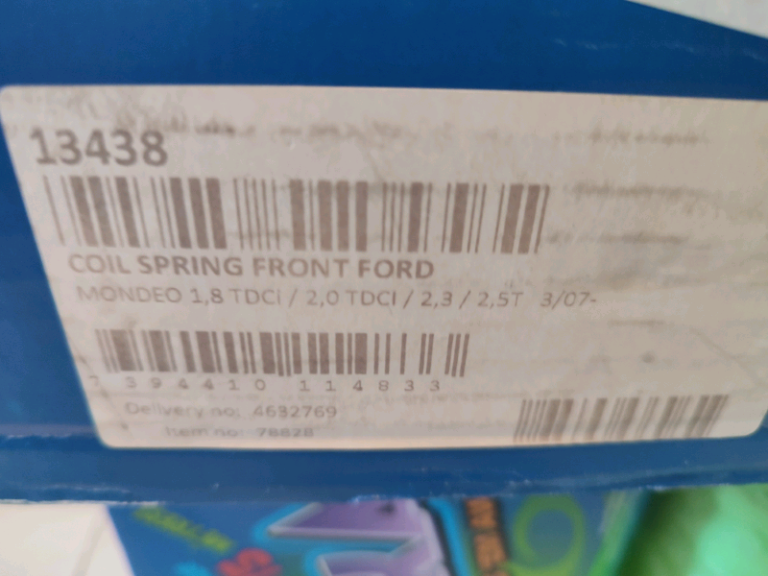 13438
COIL SPRING FRONT FORD
MONDEO 1,8 TDCi / 2,0 TDCI / 2,3 / 2,5T 3/07-
7 394410 114833
Delivery no: 4632769
Item no: 78828